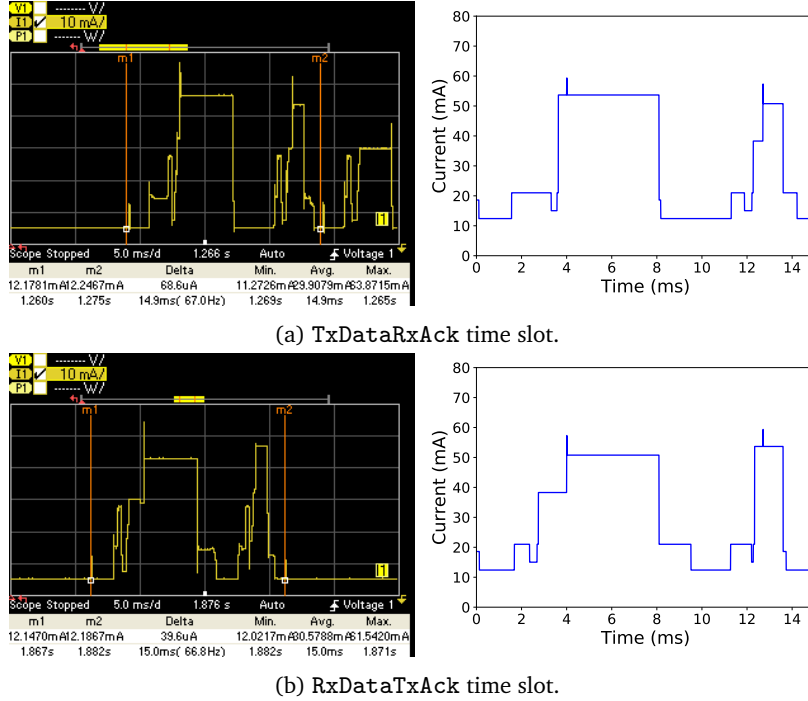 V1 -------- V/
I1 ✓ 10 mA/
P1 ------ W/
m1 m2
1
Scope Stopped 5.0 ms/d 1.266 s Auto Voltage 1
m1 m2 Delta Min. Avg. Max.
12.1781mA 12.2467mA 68.6uA 11.2726mA 29.9079mA 63.8715mA
1.260s 1.275s 14.9ms( 67.0Hz) 1.269s 14.9ms 1.265s
80
70
60
50
40
30
20
10
0
Current (mA)
0 2 4 6 8 10 12 14
Time (ms)
(a) TxDataRxAck time slot.
V1 -------- V/
I1 ✓ 10 mA/
P1 ------ W/
m1 m2
1
Scope Stopped 5.0 ms/d 1.876 s Auto Voltage 1
m1 m2 Delta Min. Avg. Max.
12.1470mA 12.1867mA 39.6uA 12.0217mA 30.5788mA 61.5420mA
1.867s 1.882s 15.0ms( 66.8Hz) 1.882s 15.0ms 1.871s
80
70
60
50
40
30
20
10
0
Current (mA)
0 2 4 6 8 10 12 14
Time (ms)
(b) RxDataTxAck time slot.